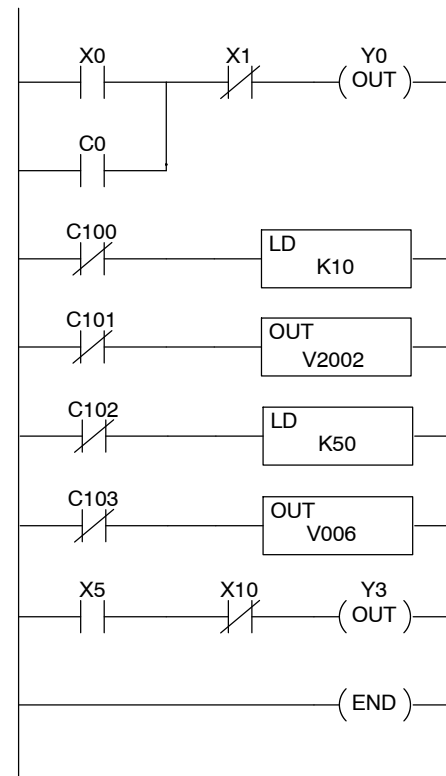 X0 X1 Y0
OUT
C0
C100
LD
K10
C101
OUT
V2002
C102
LD
K50
C103
OUT
V006
X5 X10 Y3
OUT
END